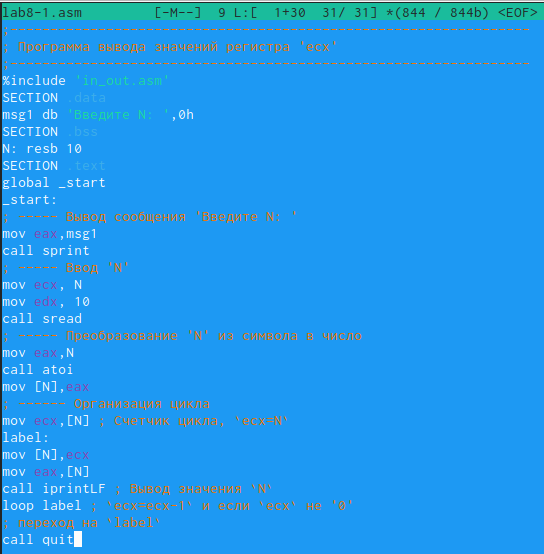 lab8-1.asm [-M--] 9 L:[ 1+30 31/ 31] *(844 / 844b) <EOF>
;-----------------------------------------------------------------
; Программа вывода значений регистра 'ecx'
;-----------------------------------------------------------------
%include 'in_out.asm'
SECTION .data
msg1 db 'Введите N: ',0h
SECTION .bss
N: resb 10
SECTION .text
global _start
_start:
; ----- Вывод сообщения 'Введите N: '
mov eax,msg1
call sprint
; ----- Ввод 'N'
mov ecx, N
mov edx, 10
call sread
; ----- Преобразование 'N' из символа в число
mov eax,N
call atoi
mov [N],eax
; ------ Организация цикла
mov ecx,[N] ; Счетчик цикла, `ecx=N`
label:
mov [N],ecx
mov eax,[N]
call iprintLF ; Вывод значения `N`
loop label ; `ecx=ecx-1` и если `ecx` не '0'
; переход на `label`
call quit